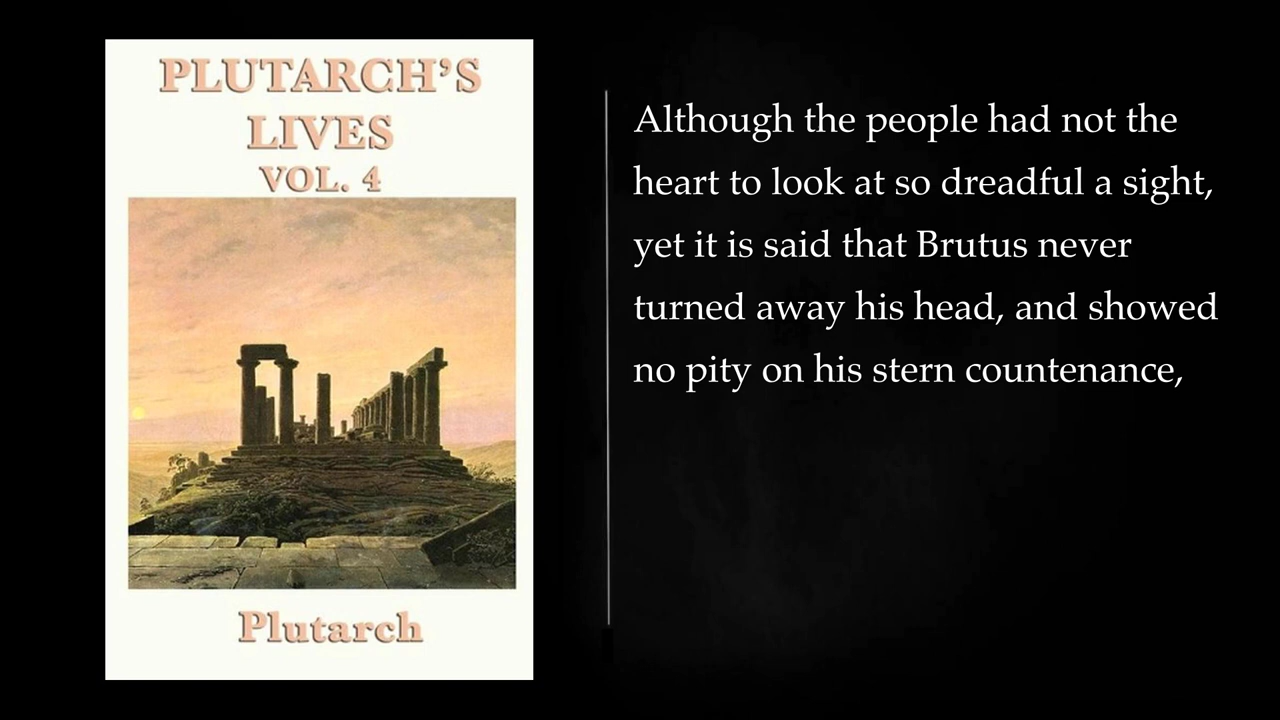 PLUTARCH'S
LIVES
VOL. 4
Plutarch
Although the people had not the
heart to look at so dreadful a sight,
yet it is said that Brutus never
turned away his head, and showed
no pity on his stern countenance,